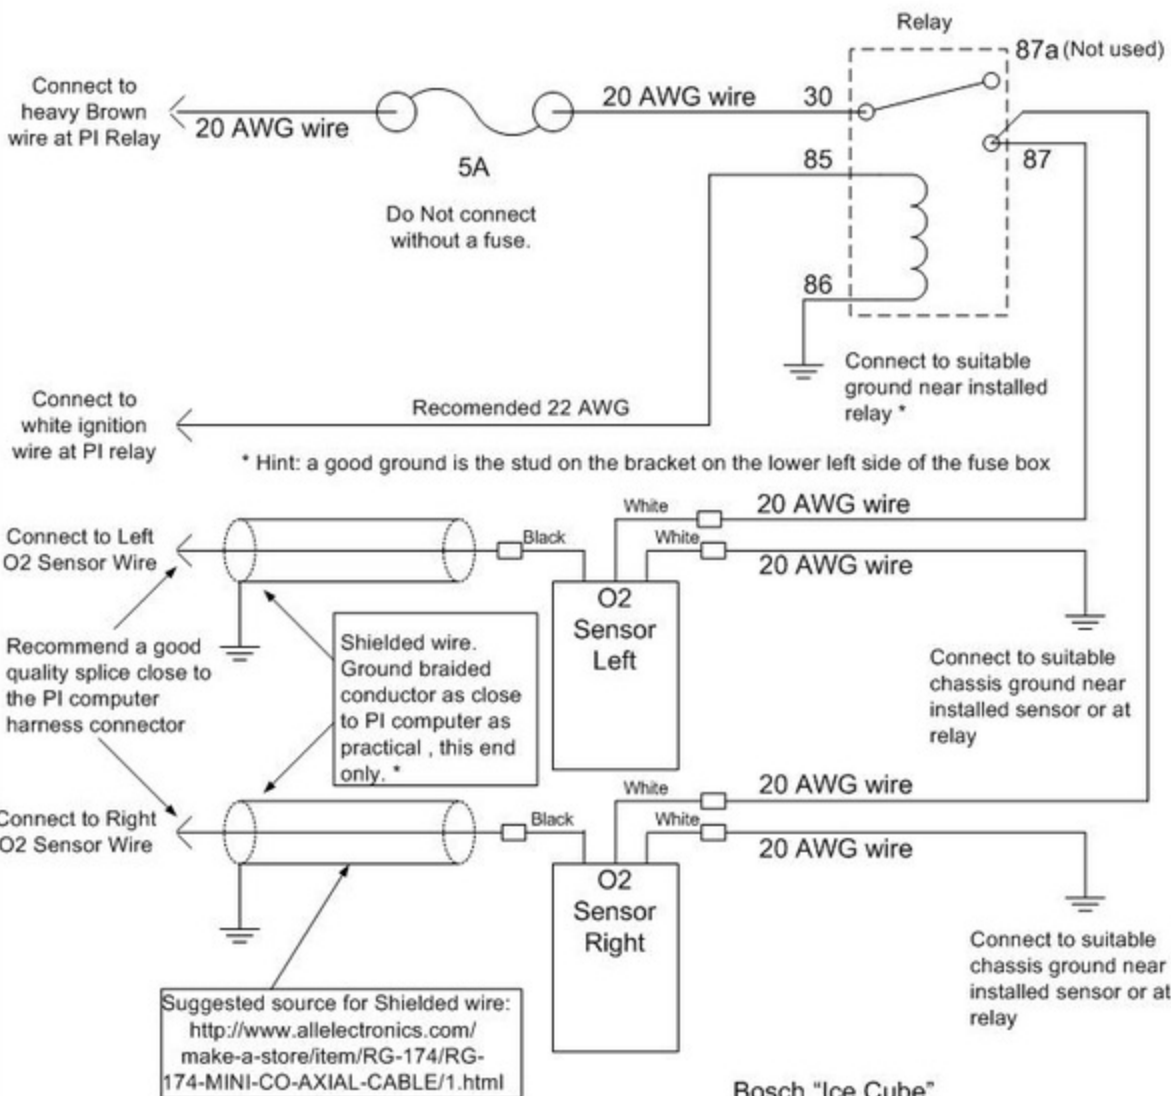 Relay
87a (Not used)
Connect to
heavy Brown
wire at PI Relay
20 AWG wire
5A
20 AWG wire
30
87
85
86
Do Not connect
without a fuse.
Connect to suitable
ground near installed
relay *
Connect to
white ignition
wire at PI relay
Recomended 22 AWG
* Hint: a good ground is the stud on the bracket on the lower left side of the fuse box
Connect to Left
O2 Sensor Wire
Black
White
White
20 AWG wire
20 AWG wire
O2
Sensor
Left
Connect to suitable
chassis ground near
installed sensor or at
relay
Recommend a good
quality splice close to
the PI computer
harness connector
Shielded wire.
Ground braided
conductor as close
to PI computer as
practical , this end
only. *
Connect to Right
O2 Sensor Wire
Black
White
White
20 AWG wire
20 AWG wire
O2
Sensor
Right
Connect to suitable
chassis ground near
installed sensor or at
relay
Suggested source for Shielded wire:
http://www.allelectronics.com/
make-a-store/item/RG-174/RG-
174-MINI-CO-AXIAL-CABLE/1.html
Bosch "Ice Cube"